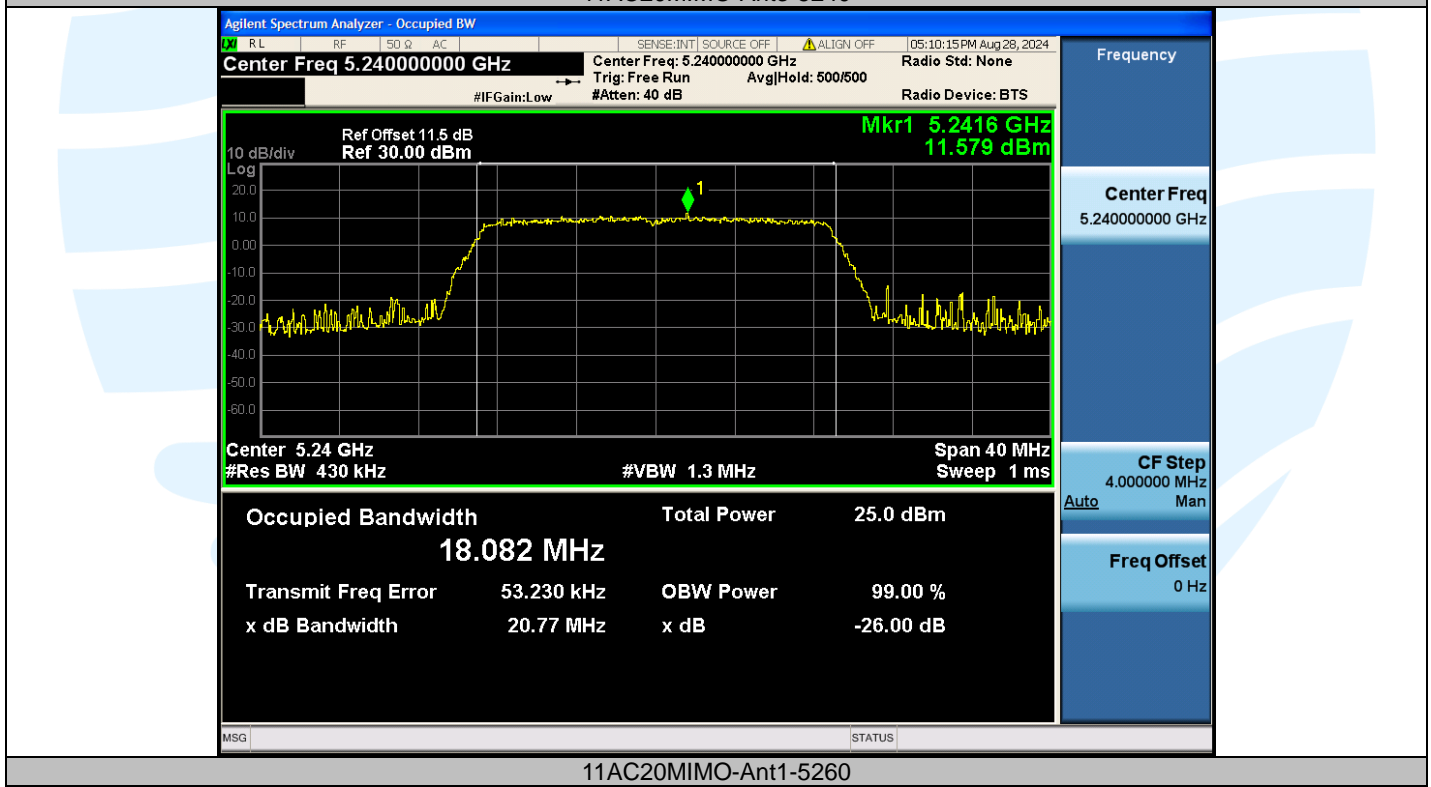 Agilent Spectrum Analyzer - Occupied BW
LXI RL RF 50 Ω AC SENSE:INT SOURCE OFF ALIGN OFF 05:10:15 PM Aug 28, 2024
Center Freq 5.240000000 GHz Center Freq: 5.240000000 GHz Radio Std: None
Trig: Free Run Avg|Hold: 500/500
#IFGain:Low #Atten: 40 dB Radio Device: BTS
Frequency
Ref Offset 11.5 dB Mkr1 5.2416 GHz
10 dB/div Ref 30.00 dBm 11.579 dBm
Log
20.0
1
10.0
0.00
-10.0
-20.0
-30.0
-40.0
-50.0
-60.0
Center 5.24 GHz Span 40 MHz
#Res BW 430 kHz #VBW 1.3 MHz Sweep 1 ms
Center Freq
5.240000000 GHz
CF Step
4.000000 MHz
Auto Man
Freq Offset
0 Hz
Occupied Bandwidth Total Power 25.0 dBm
18.082 MHz
Transmit Freq Error 53.230 kHz OBW Power 99.00 %
x dB Bandwidth 20.77 MHz x dB -26.00 dB
MSG STATUS
11AC20MIMO-Ant1-5260